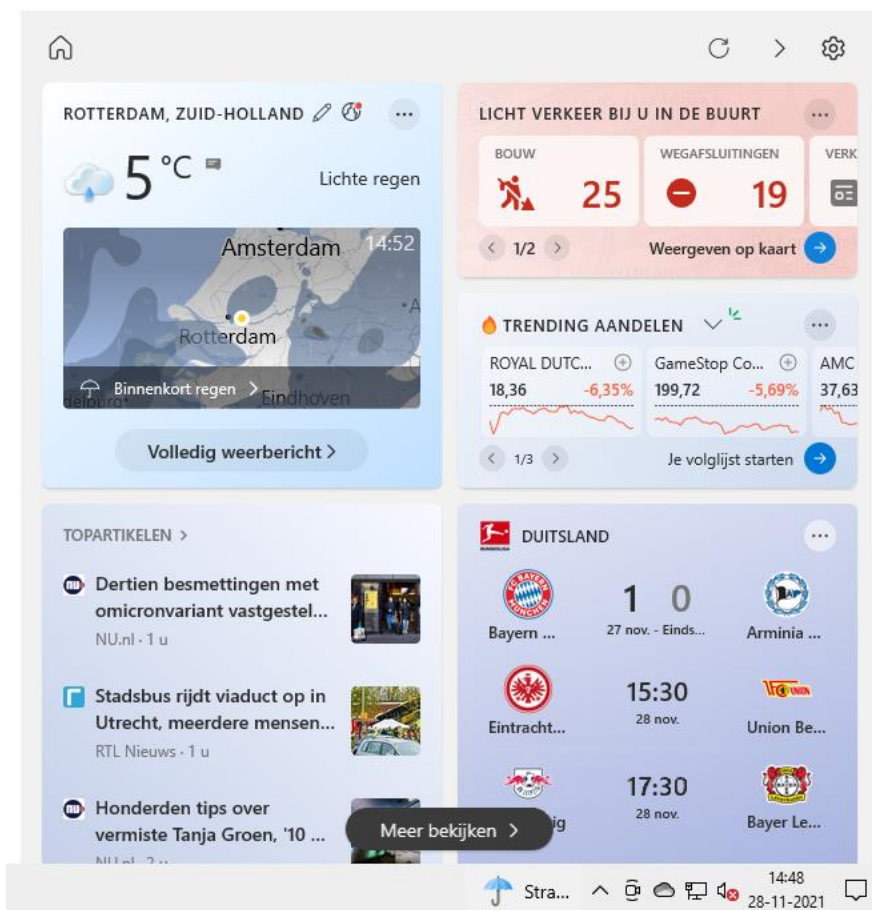 ROTTERDAM, ZUID-HOLLAND
5 °C
Lichte regen
Amsterdam
14:52
Rotterdam
Binnenkort regen
Eindhoven
Volledig weerbericht
LICHT VERKEER BIJ U IN DE BUURT
BOUW
25
WEGAFSLUITINGEN
19
VERK
1/2
Weergeven op kaart
TRENDING AANDELEN
ROYAL DUTC...
18,36 -6,35%
GameStop Co...
199,72 -5,69%
AMC
37,63
1/3
Je volglijst starten
TOPARTIKELEN
Dertien besmettingen met
omicronvariant vastgestel...
NU.nl · 1 u
Stadsbus rijdt viaduct op in
Utrecht, meerdere mensen...
RTL Nieuws · 1 u
Honderden tips over
vermiste Tanja Groen, '10 ...
NU.nl · 2 u
BUNDESLIGA
DUITSLAND
1 0
Bayern ...
27 nov. - Einds...
Arminia ...
15:30
Eintracht...
28 nov.
Union Be...
17:30
28 nov.
ig
Bayer Le...
Meer bekijken
Stra...
14:48
28-11-2021